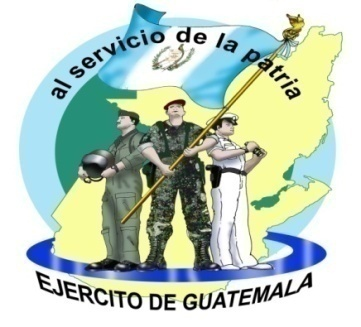 al servicio de la patria
EJERCITO DE GUATEMALA